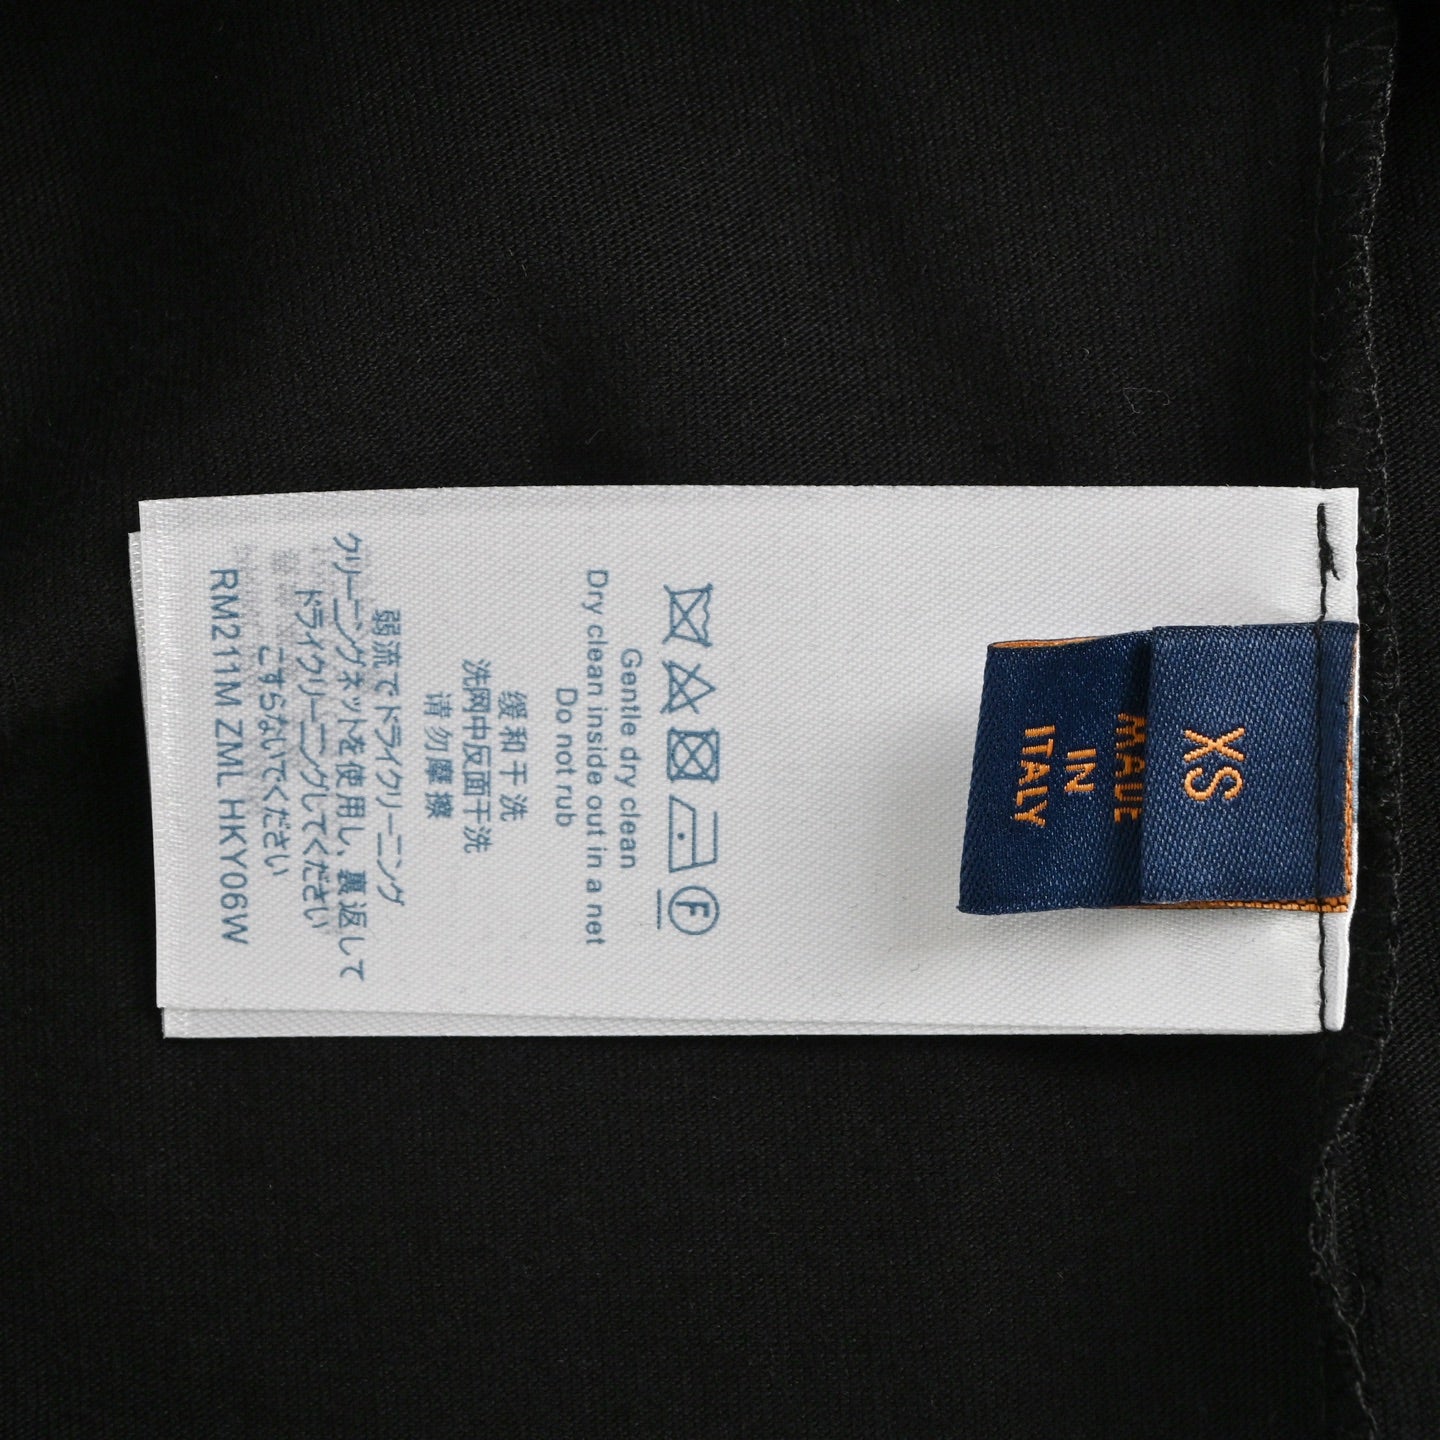 XS
MADE
IN
ITALY
F
Gentle dry clean
Dry clean inside out in a net
Do not rub
缓和干洗
洗网中反面干洗
请勿摩擦
弱流でドライクリーニング
クリーニングネットを使用し、裏返して
ドライクリーニングしてください
こすらないでください
RM211M ZML HKY06W